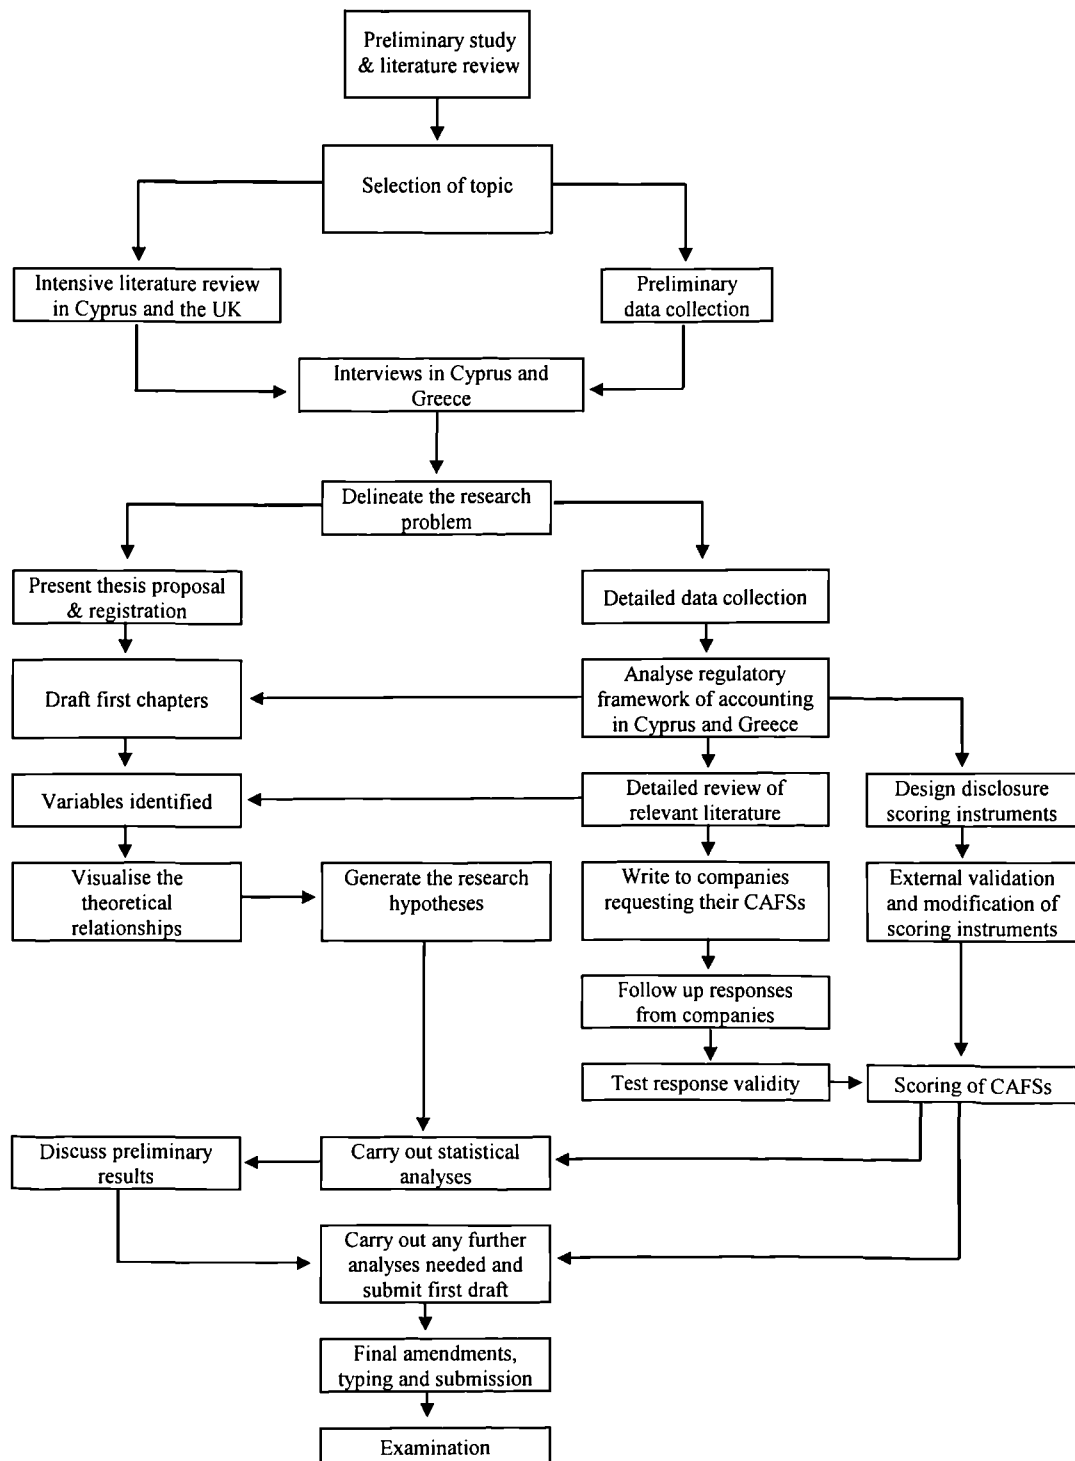 Preliminary study
& literature review
Selection of topic
Intensive literature review
in Cyprus and the UK
Preliminary
data collection
Interviews in Cyprus and
Greece
Delineate the research
problem
Present thesis proposal
& registration
Detailed data collection
Draft first chapters
Analyse regulatory
framework of accounting
in Cyprus and Greece
Variables identified
Detailed review of
relevant literature
Design disclosure
scoring instruments
Visualise the
theoretical
relationships
Generate the research
hypotheses
Write to companies
requesting their CAFSs
External validation
and modification of
scoring instruments
Follow up responses
from companies
Test response validity
Scoring of CAFSs
Discuss preliminary
results
Carry out statistical
analyses
Carry out any further
analyses needed and
submit first draft
Final amendments,
typing and submission
Examination